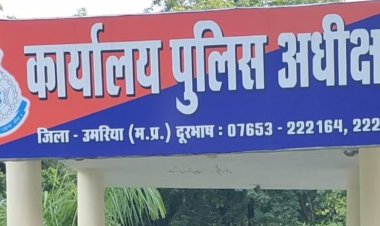 कार्यालय पुलिस अधीक्ष
जिला - उमरिया (म.प्र.) दूरभाष : 07653 - 222164, 222